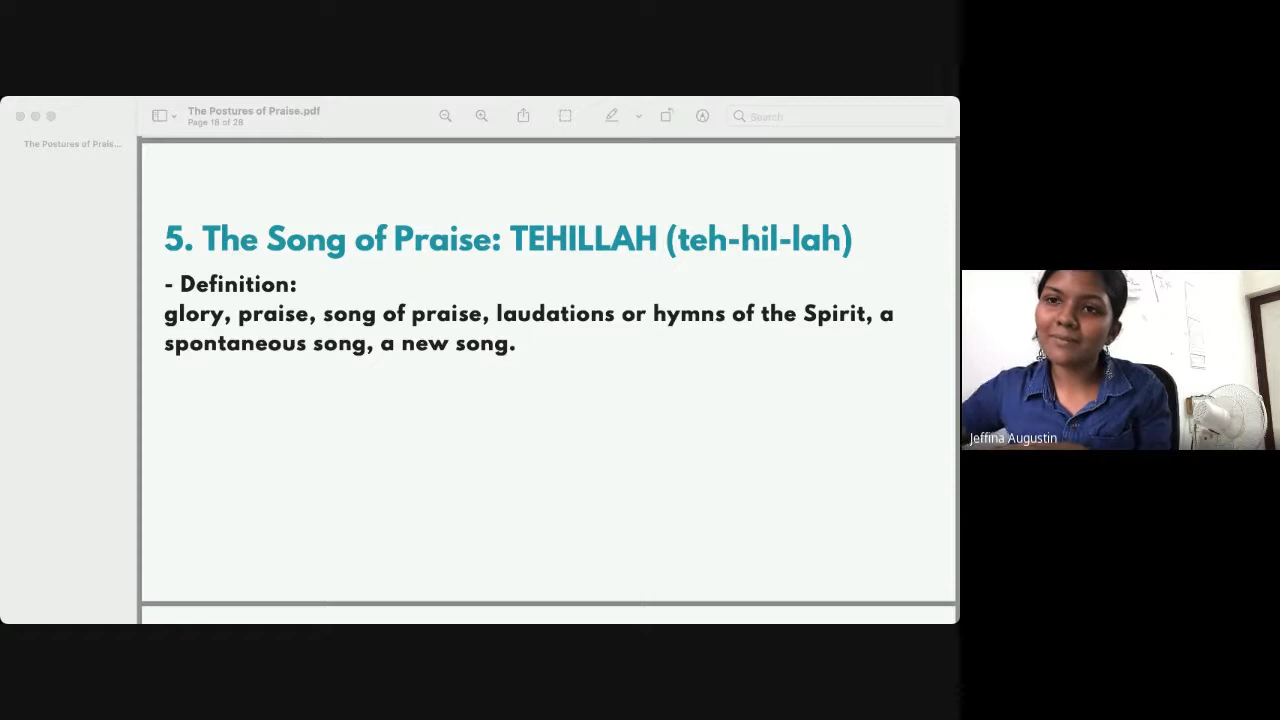 The Postures of Praise.pdf
Page 18 of 28
Search
The Postures of Prais...
5. The Song of Praise: TEHILLAH (teh-hil-lah)
- Definition:
glory, praise, song of praise, laudations or hymns of the Spirit, a
spontaneous song, a new song.
Jeffina Augustin